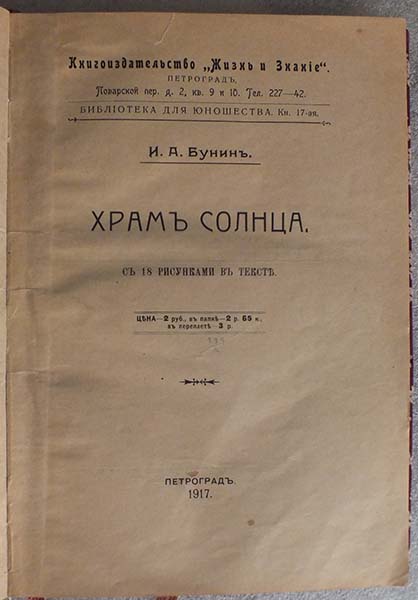 Книгоиздательство „Жизнь и Знаніе".
ПЕТРОГРАДЪ,
Поварской пер. д. 2, кв. 9 и 10. Тел. 227—42.
БИБЛІОТЕКА ДЛЯ ЮНОШЕСТВА. Кн. 17-ая.
И. А. Бунинъ.
ХРАМЪ СОЛНЦА.
СЪ 18 РИСУНКАМИ ВЪ ТЕКСТѢ.
ЦѢНА—2 руб., въ папкѣ—2 р. 65 к.,
въ переплетѣ—3 р.
ПЕТРОГРАДЪ.
1917.